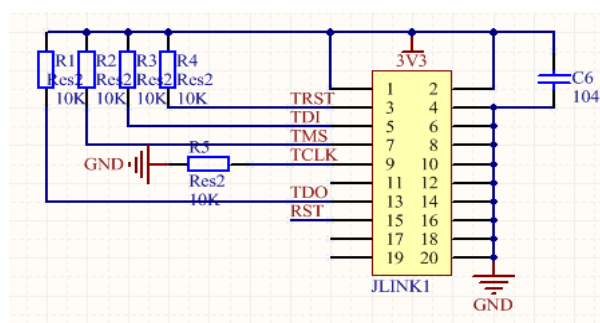 R1 R2 R3 R4
Res2 Res2 Res2 Res2
10K 10K 10K 10K
3V3
C6
104
1 2
TRST 3 4
TDI 5 6
TMS 7 8
R5
GND TCLK 9 10
Res2
10K
11 12
TDO 13 14
RST 15 16
17 18
19 20
JLINK1
GND